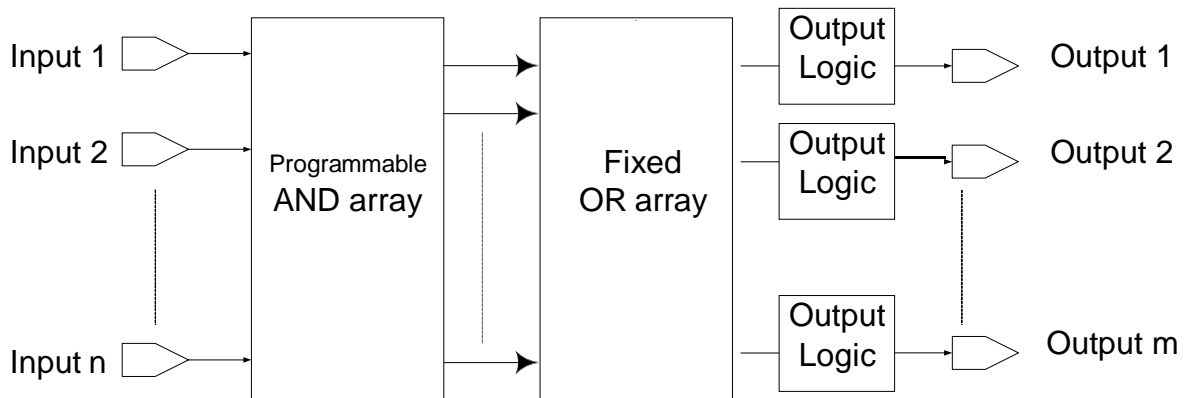 Input 1
Input 2
Input n
Programmable
AND array
Fixed
OR array
Output
Logic
Output
Logic
Output
Logic
Output 1
Output 2
Output m